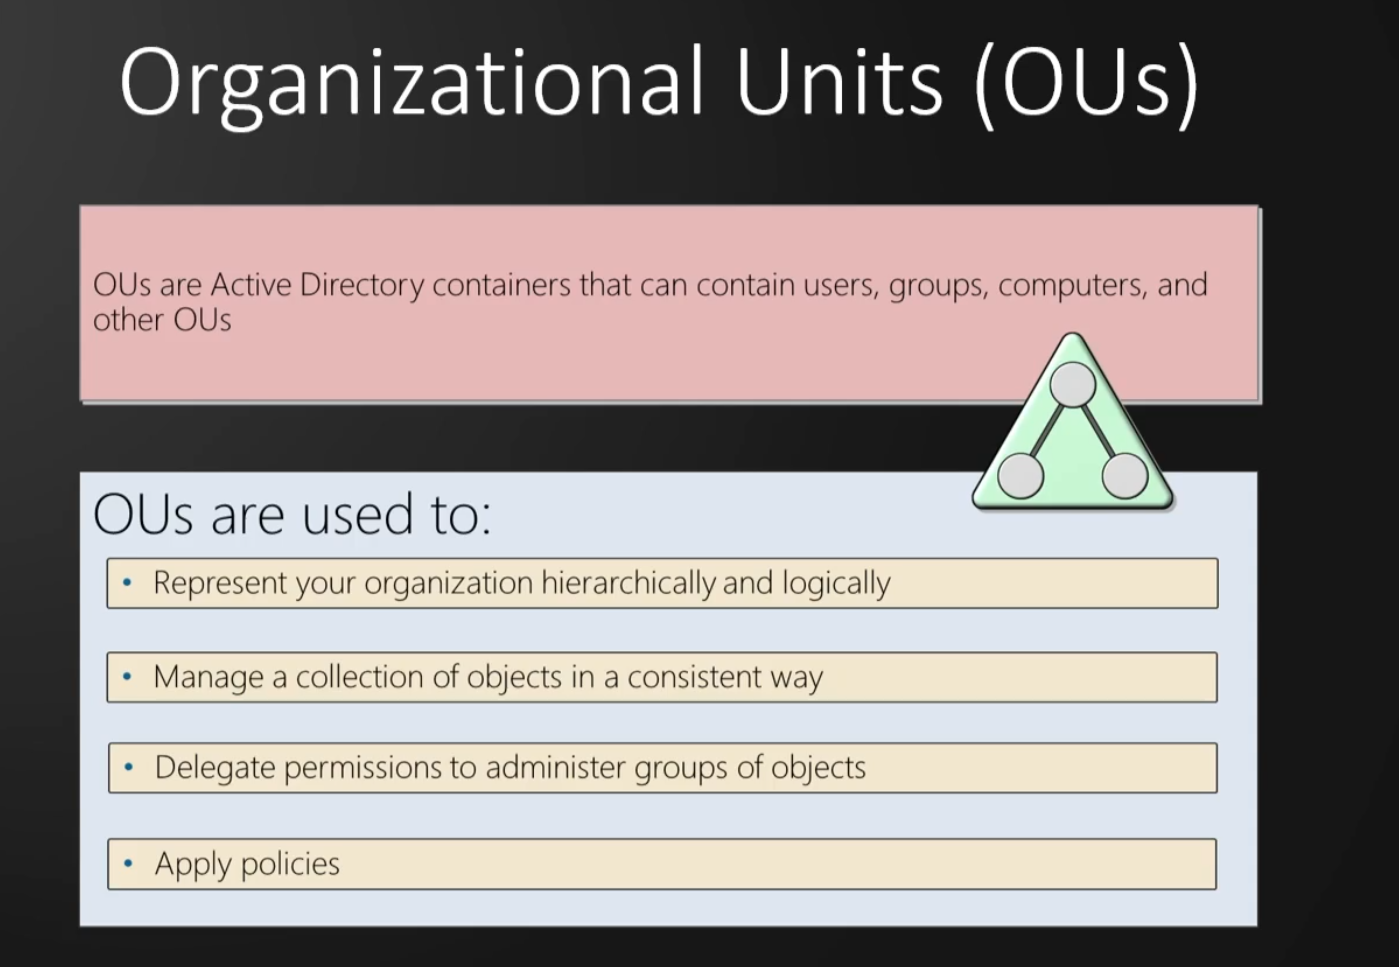 Organizational Units (OUs)
OUs are Active Directory containers that can contain users, groups, computers, and
other OUs
OUs are used to:
• Represent your organization hierarchically and logically
• Manage a collection of objects in a consistent way
• Delegate permissions to administer groups of objects
• Apply policies